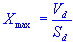 X_max = V_d / S_d